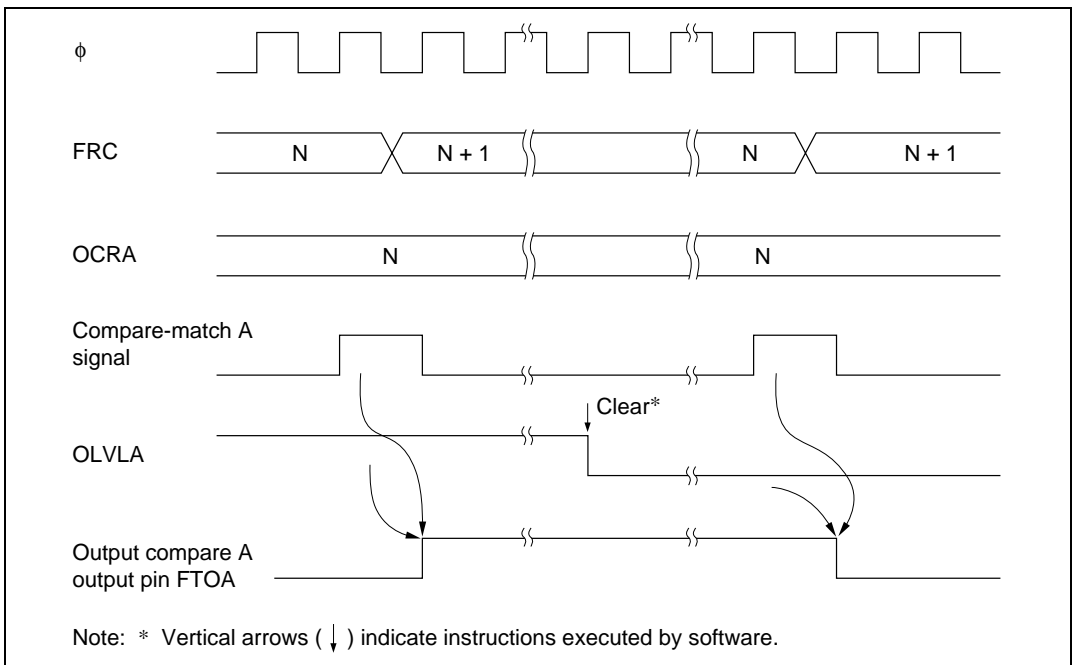 ϕ
FRC
N
N + 1
N
N + 1
OCRA
N
N
Compare-match A
signal
Clear*
OLVLA
Output compare A
output pin FTOA
Note: * Vertical arrows ( ↓ ) indicate instructions executed by software.